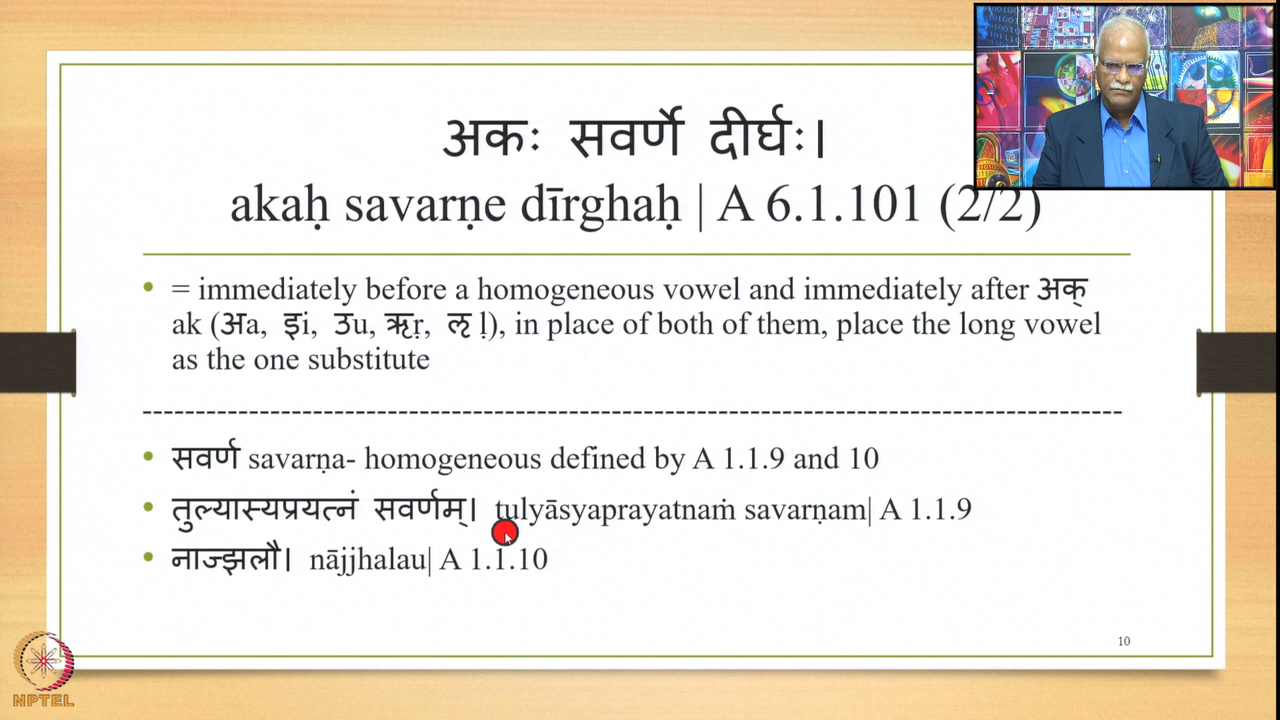 अकः सवर्णे दीर्घः।
akaḥ savarṇe dīrghaḥ | A 6.1.101 (2/2)
• = immediately before a homogeneous vowel and immediately after अक्
ak (अa, इi, उu, ऋṛ, ऌ ḷ), in place of both of them, place the long vowel
as the one substitute
-----------------------------------------------------------------------------------------------
• सवर्ण savarṇa- homogeneous defined by A 1.1.9 and 10
• तुल्यास्यप्रयत्नं सवर्णम्। tulyāsyaprayatnaṁ savarṇam| A 1.1.9
• नाज्झलौ। nājjhalau| A 1.1.10
10
NPTEL